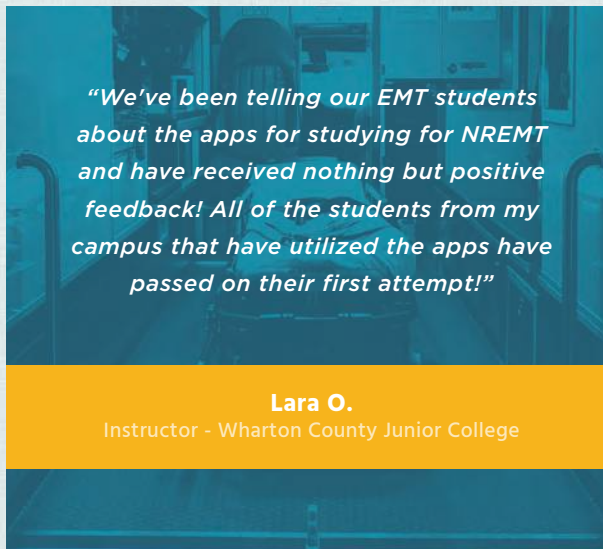 “We've been telling our EMT students
about the apps for studying for NREMT
and have received nothing but positive
feedback! All of the students from my
campus that have utilized the apps have
passed on their first attempt!”
Lara O.
Instructor - Wharton County Junior College